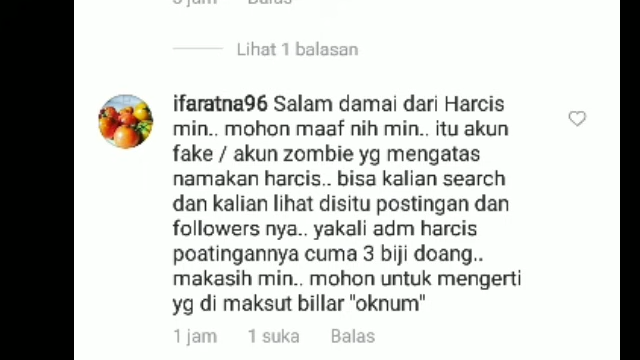 Lihat 1 balasan
ifaratna96 Salam damai dari Harcis
min.. mohon maaf nih min.. itu akun
fake / akun zombie yg mengatas
namakan harcis.. bisa kalian search
dan kalian lihat disitu postingan dan
followers nya.. yakali adm harcis
poatingannya cuma 3 biji doang..
makasih min.. mohon untuk mengerti
yg di maksut billar "oknum"
1 jam 1 suka Balas